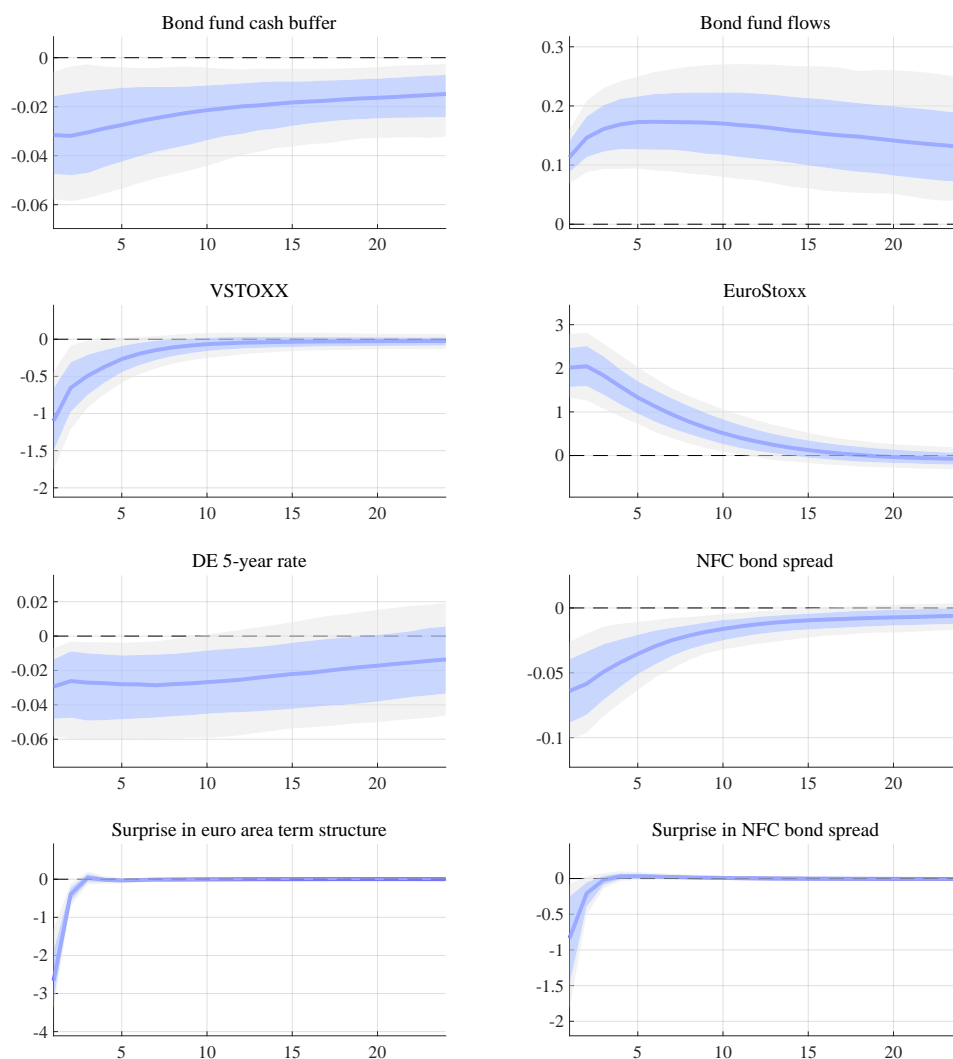 Bond fund cash buffer
0
-0.02
-0.04
-0.06
5 10 15 20
Bond fund flows
0.3
0.2
0.1
0
5 10 15 20
VSTOXX
0
-0.5
-1
-1.5
-2
5 10 15 20
EuroStoxx
3
2
1
0
5 10 15 20
DE 5-year rate
0.02
0
-0.02
-0.04
-0.06
5 10 15 20
NFC bond spread
0
-0.05
-0.1
5 10 15 20
Surprise in euro area term structure
0
-1
-2
-3
-4
5 10 15 20
Surprise in NFC bond spread
0
-0.5
-1
-1.5
-2
5 10 15 20